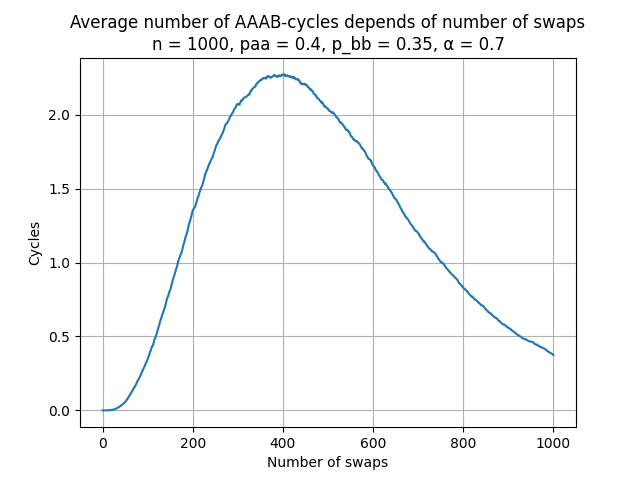 Average number of AAAB-cycles depends of number of swaps
n = 1000, paa = 0.4, p_bb = 0.35, α = 0.7
2.0
1.5
1.0
0.5
0.0
Cycles
0 200 400 600 800 1000
Number of swaps